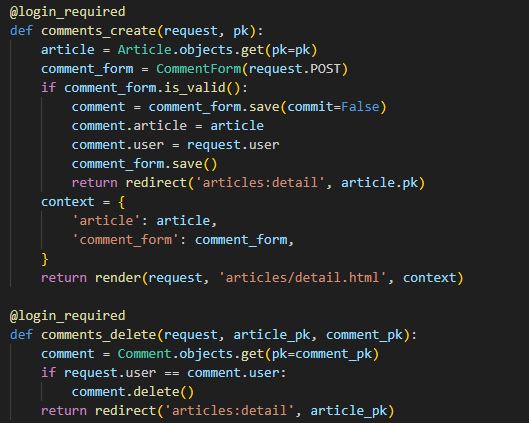 @login_required
def comments_create(request, pk):
    article = Article.objects.get(pk=pk)
    comment_form = CommentForm(request.POST)
    if comment_form.is_valid():
        comment = comment_form.save(commit=False)
        comment.article = article
        comment.user = request.user
        comment_form.save()
        return redirect('articles:detail', article.pk)
    context = {
        'article': article,
        'comment_form': comment_form,
    }
    return render(request, 'articles/detail.html', context)

@login_required
def comments_delete(request, article_pk, comment_pk):
    comment = Comment.objects.get(pk=comment_pk)
    if request.user == comment.user:
        comment.delete()
    return redirect('articles:detail', article_pk)